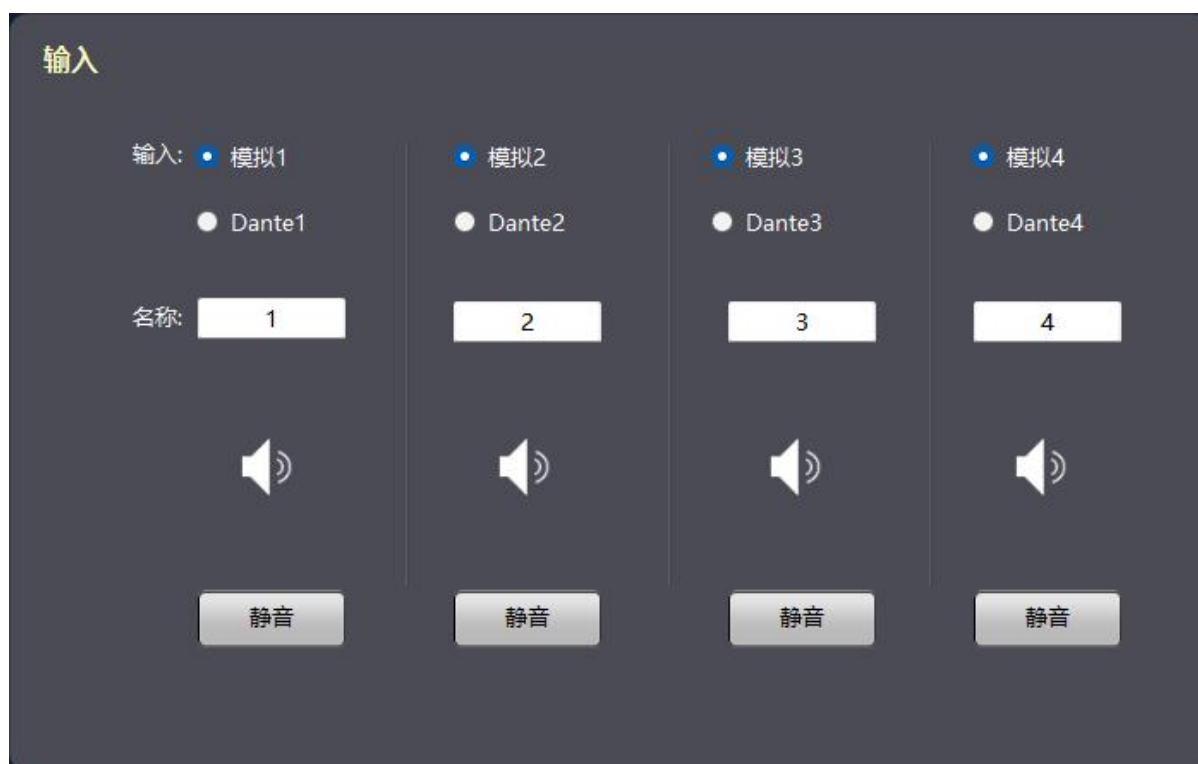 输入
输入: 模拟1 模拟2 模拟3 模拟4
Dante1 Dante2 Dante3 Dante4
名称: 1 2 3 4
静音 静音 静音 静音